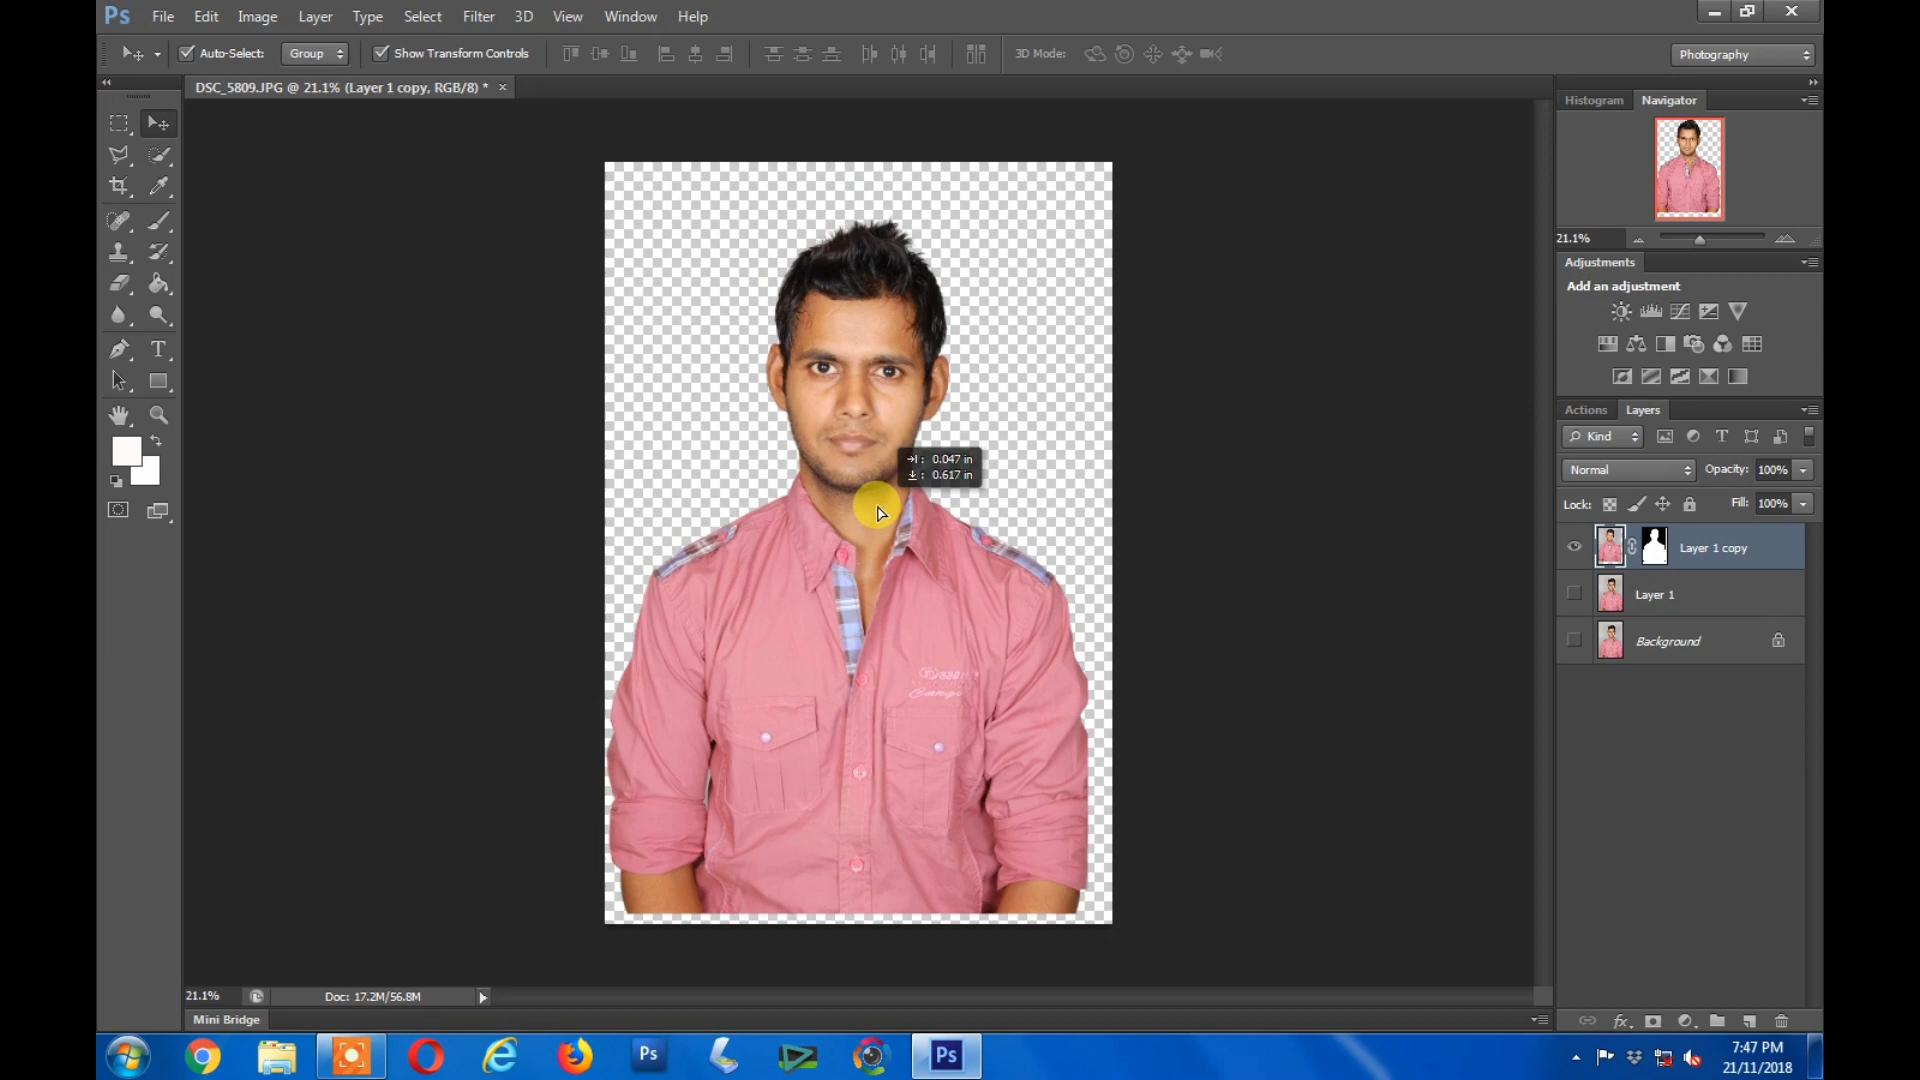 Ps File Edit Image Layer Type Select Filter 3D View Window Help
Auto-Select: Group Show Transform Controls 3D Mode: Photography
DSC_5809.JPG @ 21.1% (Layer 1 copy, RGB/8) * ×
Histogram Navigator
21.1%
Adjustments
Add an adjustment
Actions Layers
Kind
Normal Opacity: 100%
Lock: Fill: 100%
Layer 1 copy
Layer 1
Background
0.047 in
0.617 in
21.1% Doc: 17.2M/56.8M
Mini Bridge
Ps Ps
7:47 PM
21/11/2018